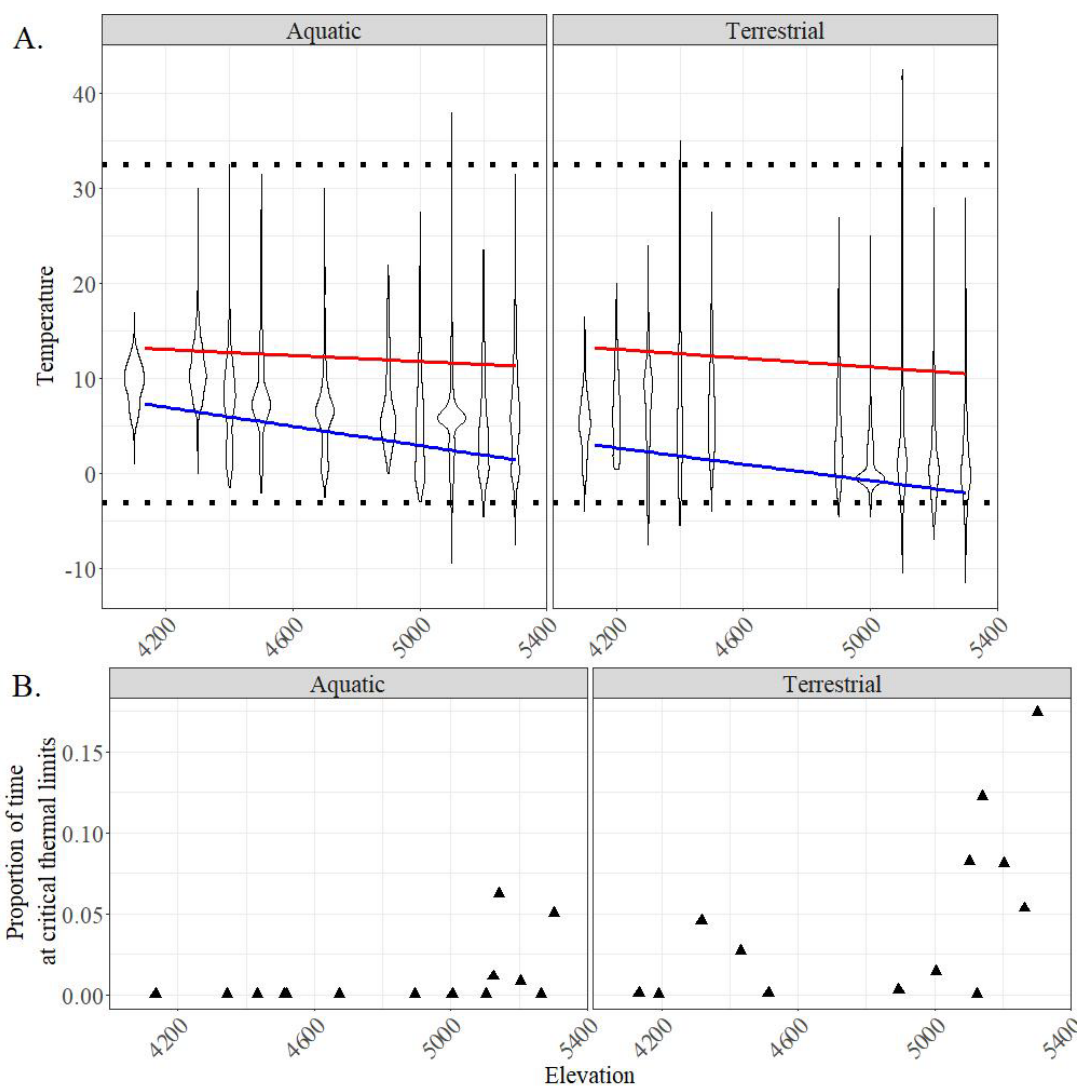 A.
Aquatic Terrestrial
40
30
20
10
0
-10
Temperature
4200 4600 5000 5400 4200 4600 5000 5400
B.
Aquatic Terrestrial
0.15
0.10
0.05
0.00
Proportion of time
at critical thermal limits
4200 4600 5000 5400 4200 4600 5000 5400
Elevation